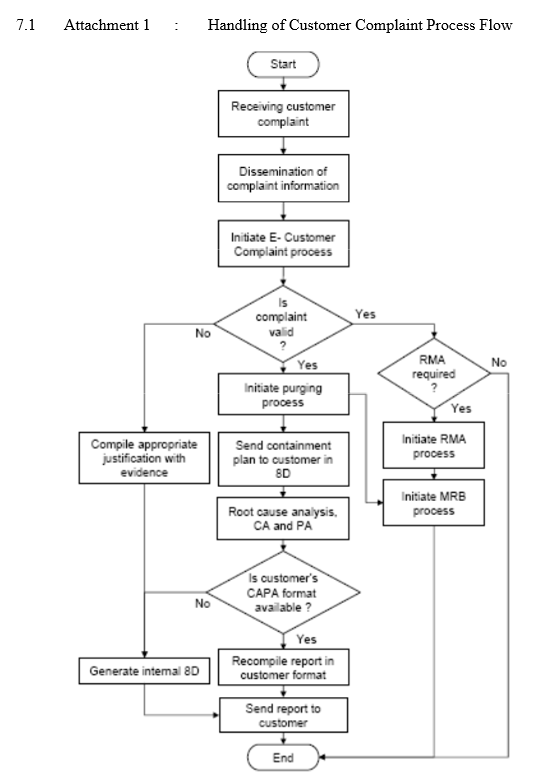 7.1 Attachment 1 : Handling of Customer Complaint Process Flow
Start
Receiving customer
complaint
Dissemination of
complaint information
Initiate E- Customer
Complaint process
Is
complaint
valid
?
Yes
No
Yes
RMA
required
?
No
Yes
Initiate purging
process
Compile appropriate
justification with
evidence
Send containment
plan to customer in
8D
Initiate RMA
process
Initiate MRB
process
Root cause analysis,
CA and PA
Is customer's
CAPA format
available ?
No
Yes
Generate internal 8D
Recompile report in
customer format
Send report to
customer
End